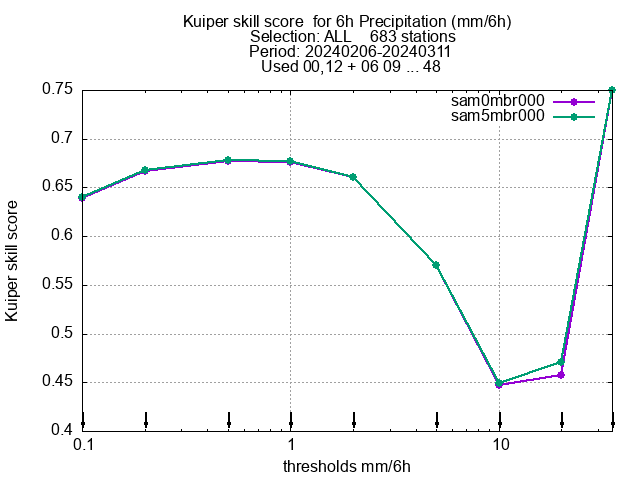 Kuiper skill score  for 6h Precipitation (mm/6h)
Selection: ALL    683 stations
Period: 20240206-20240311
Used 00,12 + 06 09 ... 48
sam0mbr000
sam5mbr000
0.75
0.7
0.65
0.6
0.55
0.5
0.45
0.4
Kuiper skill score
0.1 1 10
thresholds mm/6h